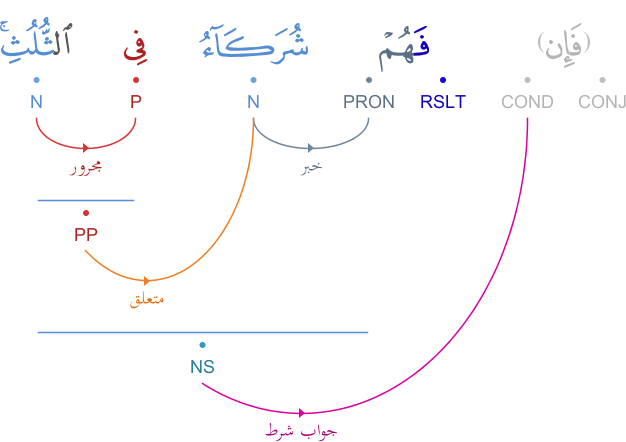 (فَإِن) فَهُمْ شُرَكَآءُ فِى ٱلثُّلُثِ ۚ
CONJ COND RSLT PRON N P N
خبر مجرور
PP
متعلق
NS
جواب شرط